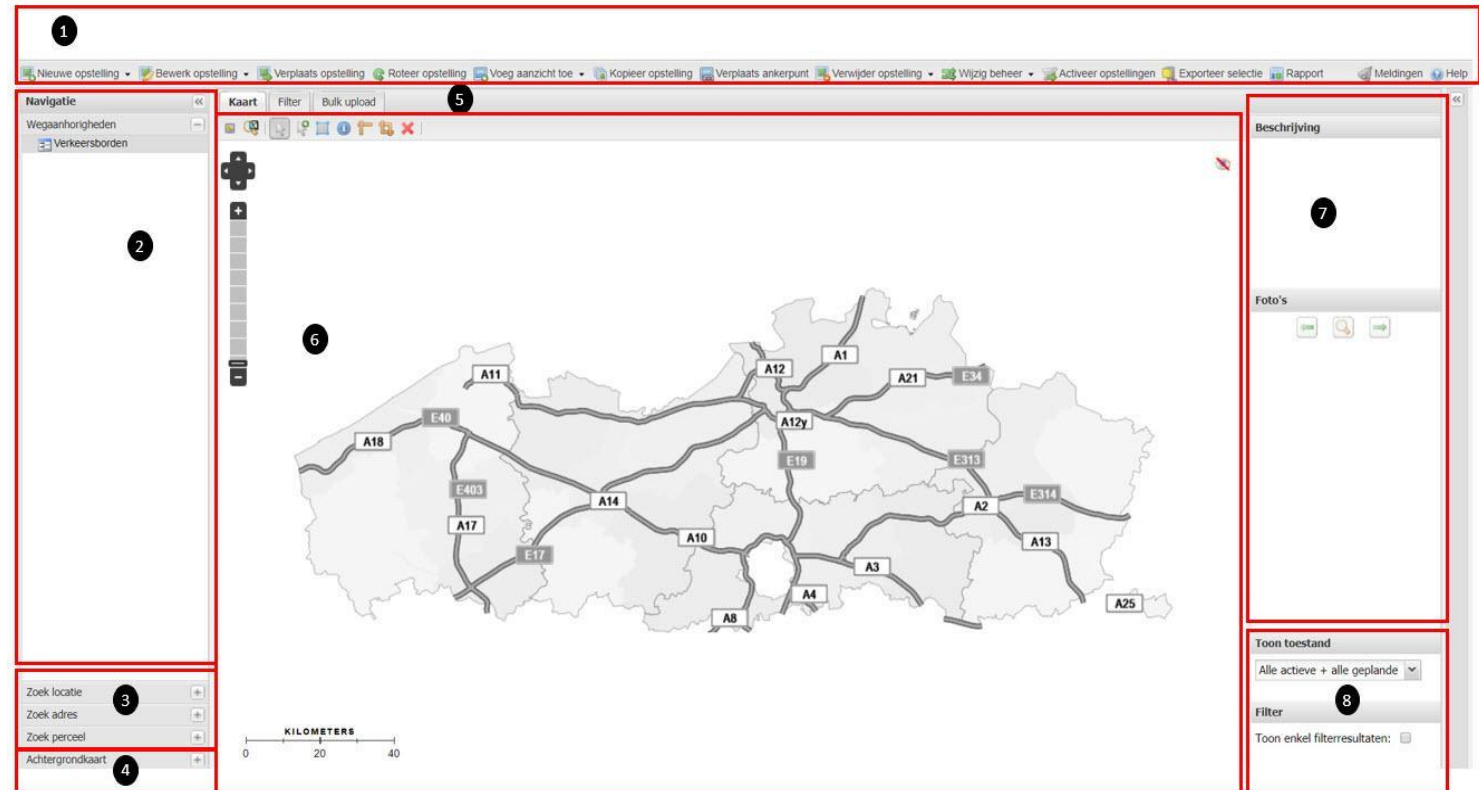 1
Nieuwe opstelling Bewerk opstelling Verplaats opstelling Roteer opstelling Voeg aanzicht toe Kopieer opstelling Verplaats ankerpunt Verwijder opstelling Wijzig beheer Activeer opstellingen Exporteer selectie Rapport Meldingen Help
Navigatie
Wegaanhorigheden
Verkeersborden
2
Zoek locatie
Zoek adres
Zoek perceel
3
Achtergrondkaart
4
Kaart Filter Bulk upload
5
6
A1
A12
A11
A21
E34
E40
A12y
A18
E19
E313
E403
E314
A14
A2
A17
A10
A13
E17
A3
A4
A25
A8
KILOMETERS
0 20 40
Beschrijving
7
Foto's
Toon toestand
Alle actieve + alle geplande
8
Filter
Toon enkel filterresultaten: